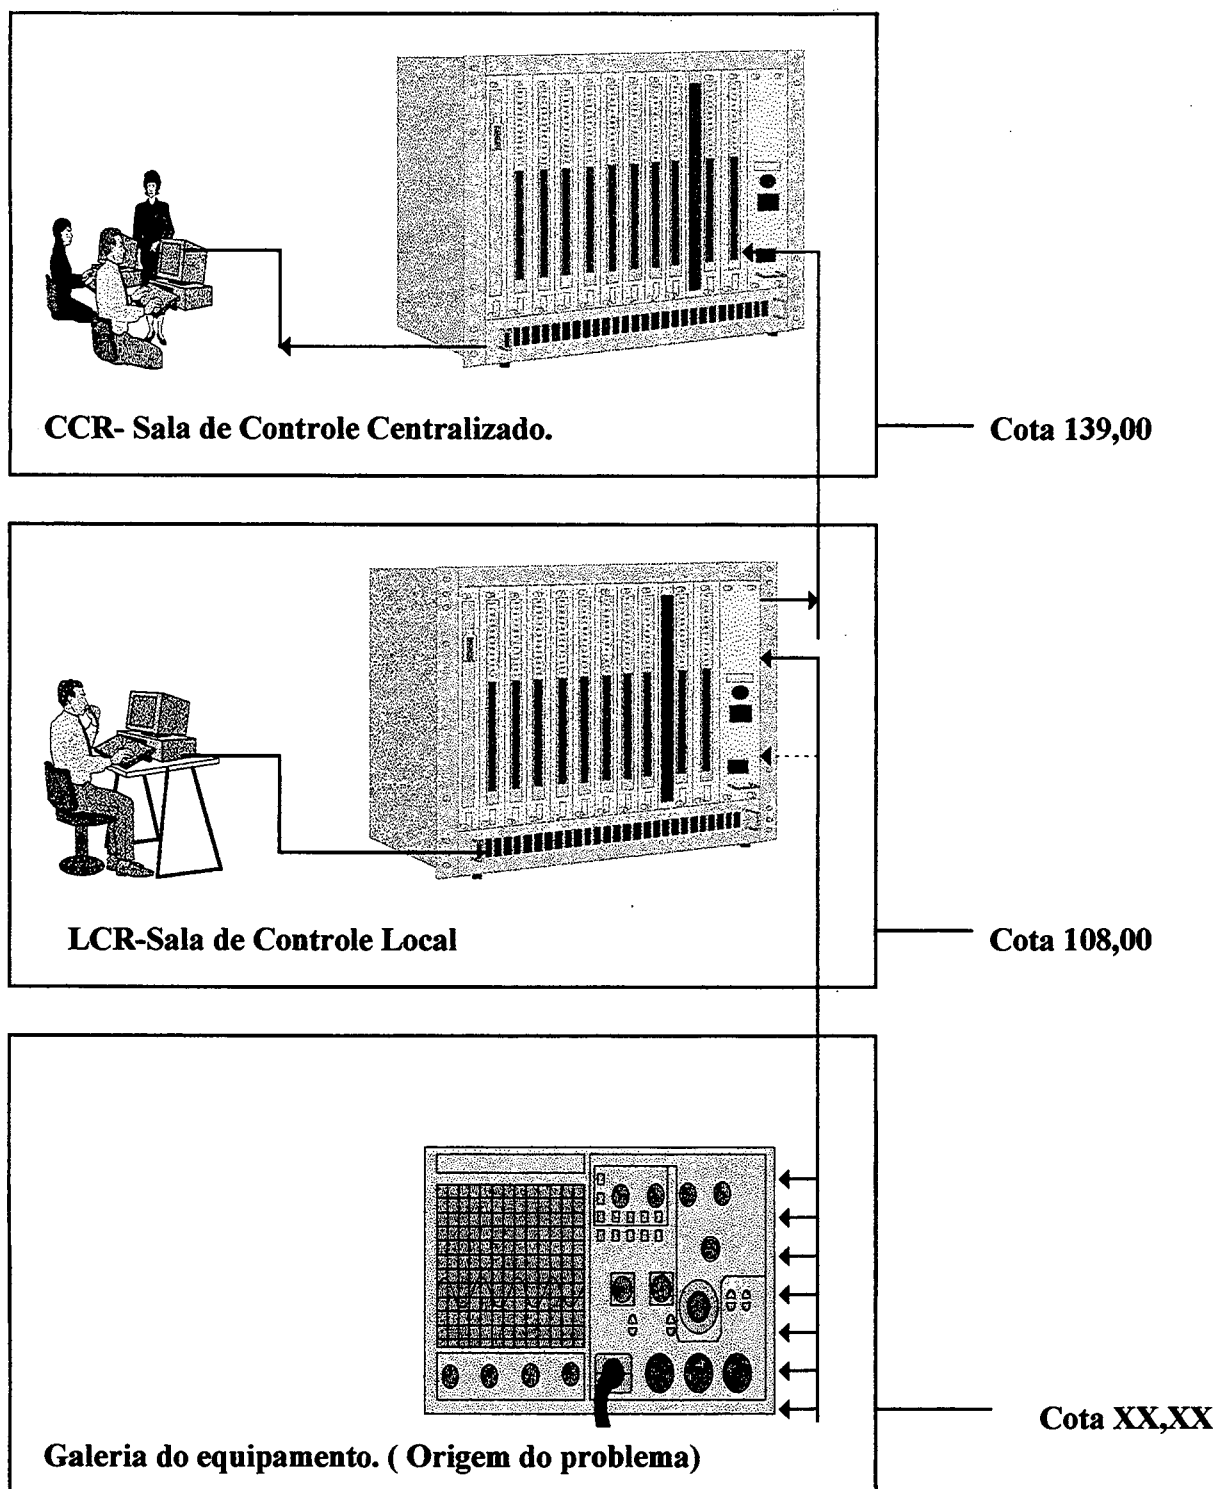 CCR- Sala de Controle Centralizado.
Cota 139,00
LCR-Sala de Controle Local
Cota 108,00
Cota XX,XX
Galeria do equipamento. ( Origem do problema)